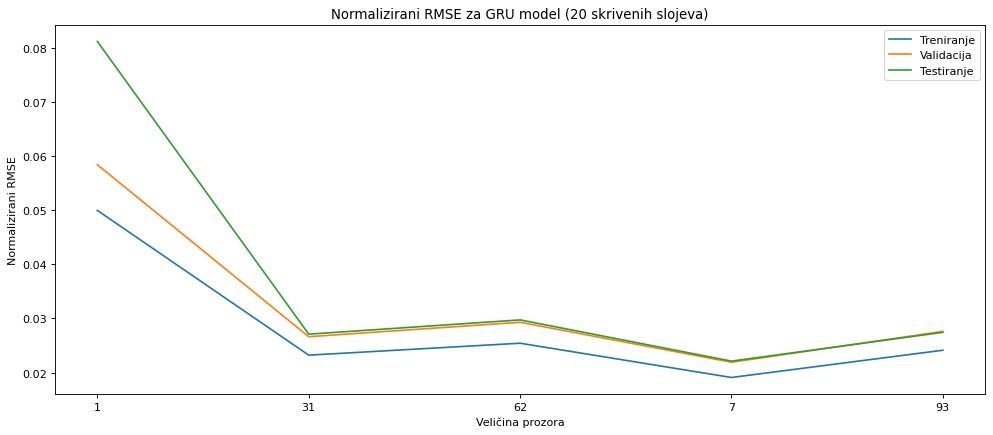 Normalizirani RMSE za GRU model (20 skrivenih slojeva)
Treniranje
Validacija
Testiranje
Normalizirani RMSE
0.08
0.07
0.06
0.05
0.04
0.03
0.02
1
31
62
7
93
Veličina prozora